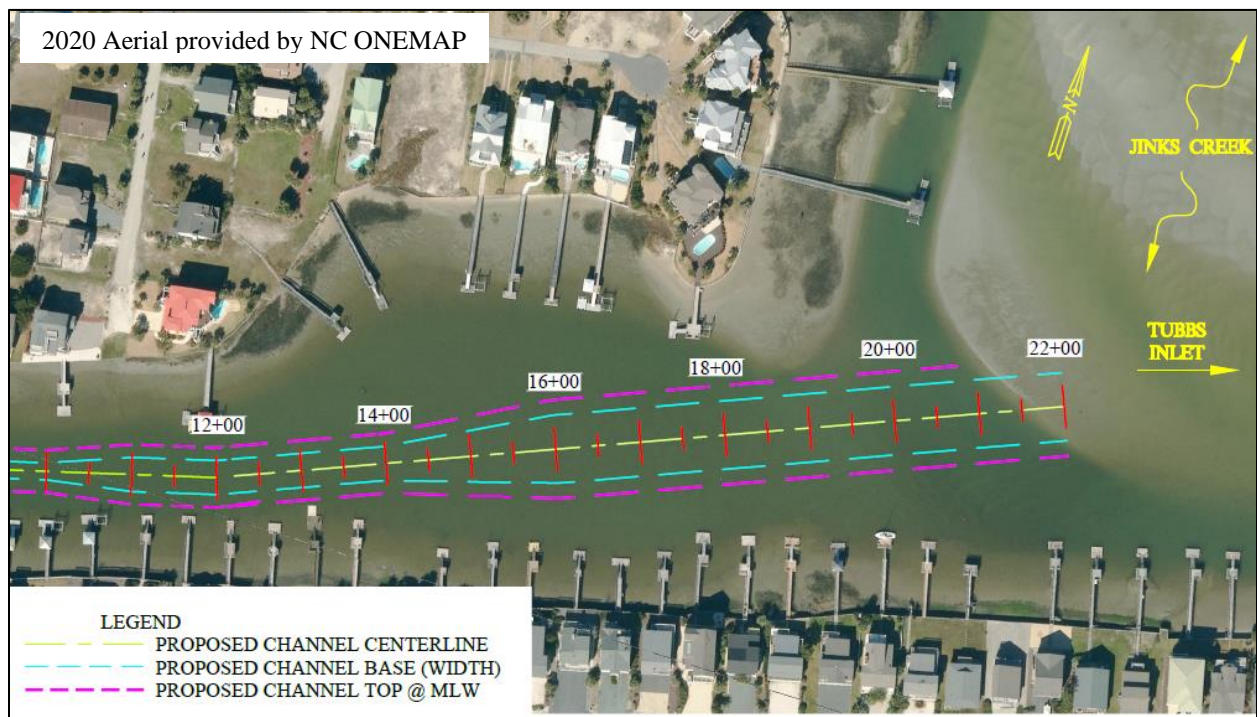 2020 Aerial provided by NC ONEMAP
N
JINKS CREEK
TUBBS
INLET
12+00
14+00
16+00
18+00
20+00
22+00
LEGEND
PROPOSED CHANNEL CENTERLINE
PROPOSED CHANNEL BASE (WIDTH)
PROPOSED CHANNEL TOP @ MLW